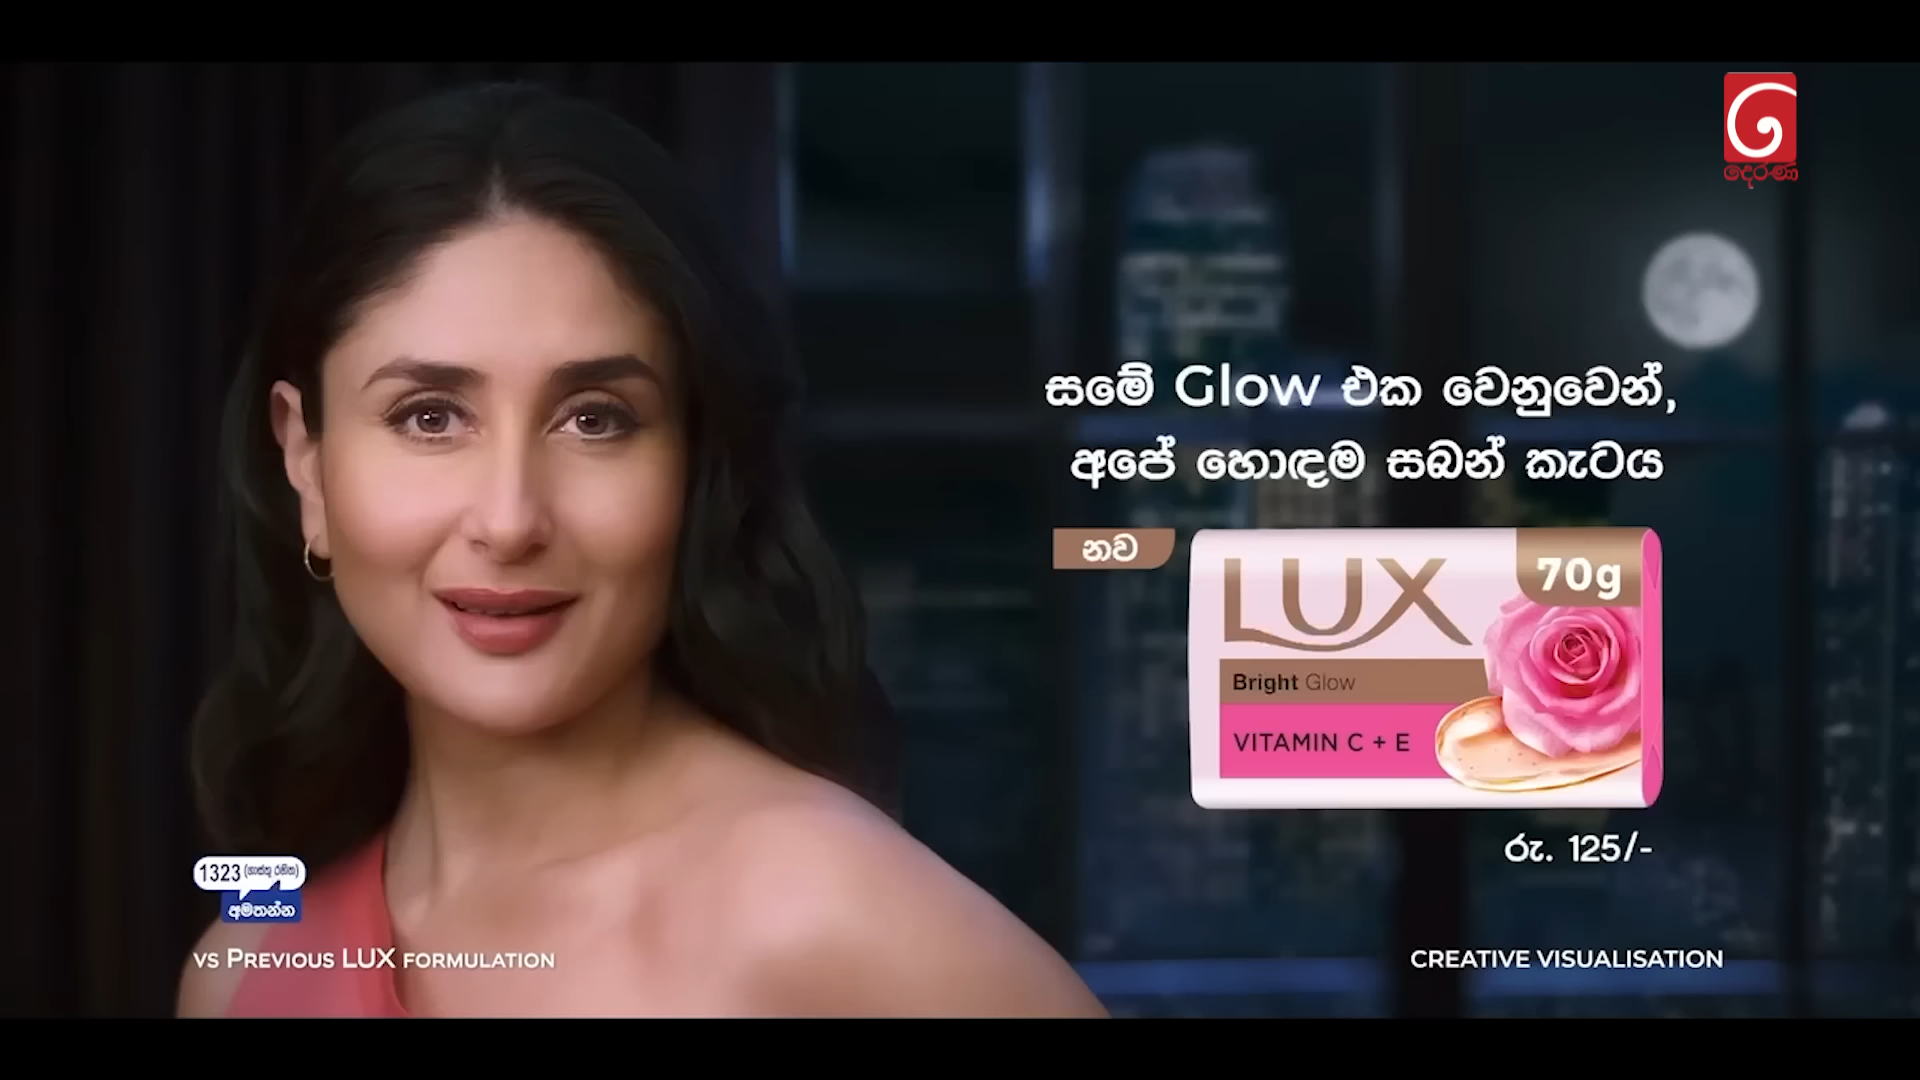 දෙරණ
සමේ Glow එක වෙනුවෙන්,
අපේ හොඳම සබන් කැටය
නව
LUX
70g
Bright Glow
VITAMIN C + E
රු. 125/-
1323 (ගාස්තු රහිත)
අමතන්න
VS PREVIOUS LUX FORMULATION
CREATIVE VISUALISATION